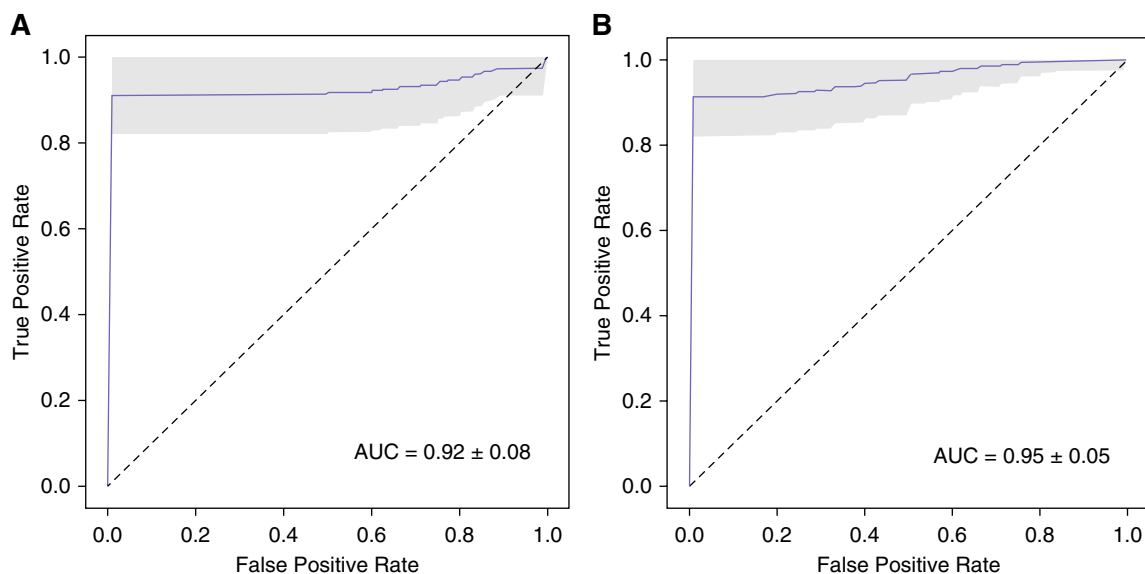 A
True Positive Rate
1.0
0.8
0.6
0.4
0.2
0.0
AUC = 0.92 ± 0.08
0.0 0.2 0.4 0.6 0.8 1.0
False Positive Rate
B
True Positive Rate
1.0
0.8
0.6
0.4
0.2
0.0
AUC = 0.95 ± 0.05
0.0 0.2 0.4 0.6 0.8 1.0
False Positive Rate